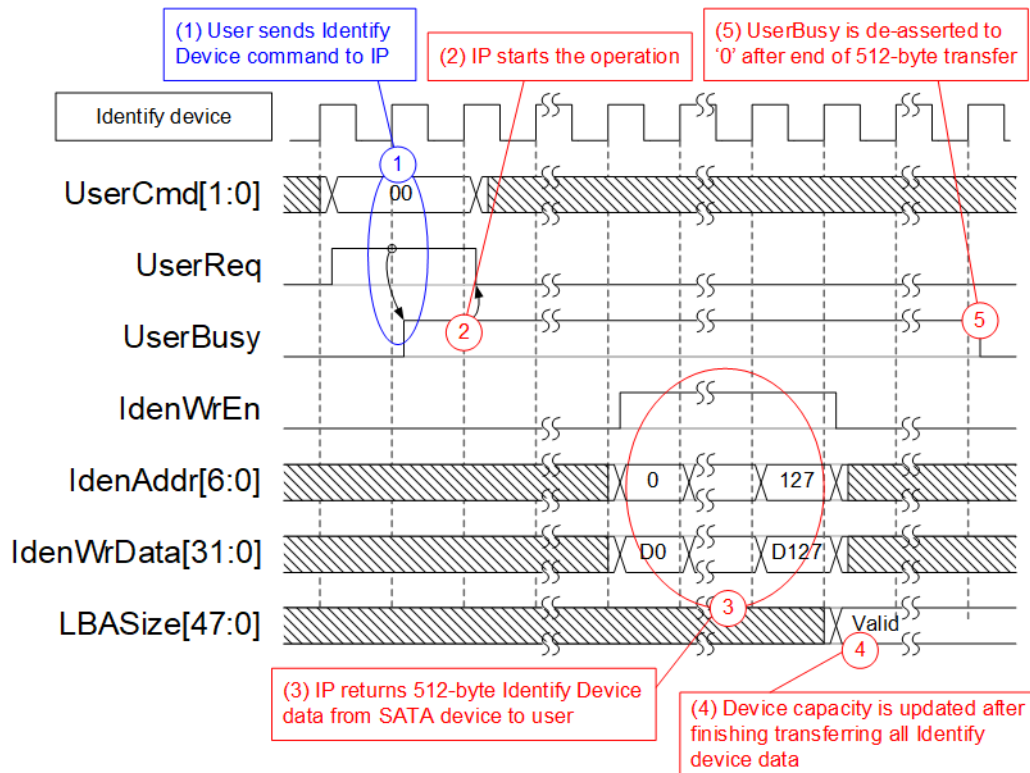 (1) User sends Identify
Device command to IP
(2) IP starts the operation
(5) UserBusy is de-asserted to
‘0’ after end of 512-byte transfer
Identify device
1
UserCmd[1:0]
00
UserReq
UserBusy
2
5
IdenWrEn
IdenAddr[6:0]
0
127
IdenWrData[31:0]
D0
D127
3
LBASize[47:0]
Valid
4
(3) IP returns 512-byte Identify Device
data from SATA device to user
(4) Device capacity is updated after
finishing transferring all Identify
device data